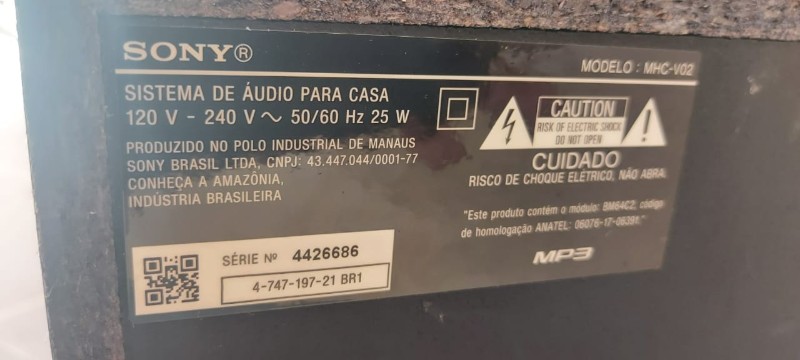 SONY®
MODELO : MHC-V02
SISTEMA DE ÁUDIO PARA CASA
120 V - 240 V ~ 50/60 Hz 25 W
PRODUZIDO NO POLO INDUSTRIAL DE MANAUS
SONY BRASIL LTDA, CNPJ: 43.447.044/0001-77
CONHEÇA A AMAZÔNIA,
INDÚSTRIA BRASILEIRA
CAUTION
RISK OF ELECTRIC SHOCK
DO NOT OPEN
CUIDADO
RISCO DE CHOQUE ELÉTRICO, NÃO ABRA.
"Este produto contém o módulo: BM64C2, código
de homologação ANATEL: 06076-17-08391."
MP3
SÉRIE Nº 4426686
4-747-197-21 BR1